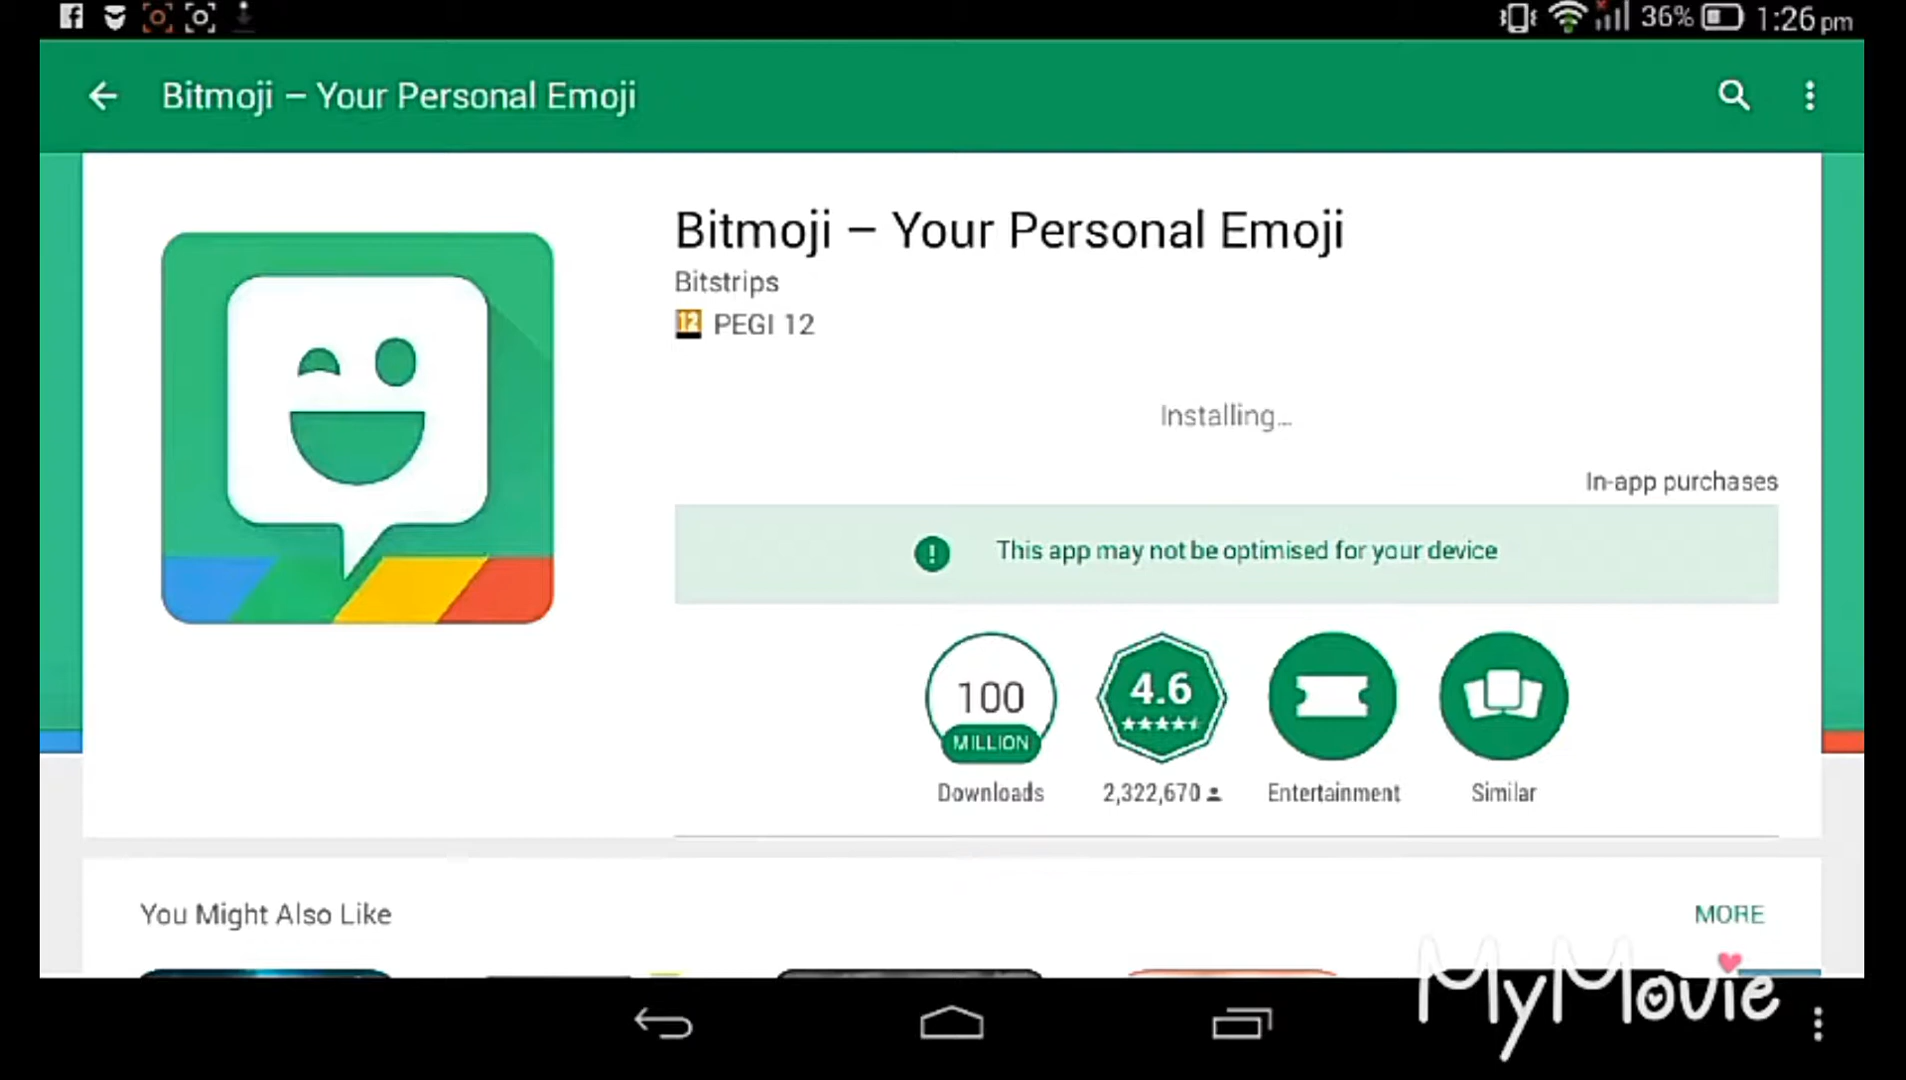 36% 1:26 pm
Bitmoji – Your Personal Emoji
Bitmoji – Your Personal Emoji
Bitstrips
12 PEGI 12
Installing...
In-app purchases
! This app may not be optimised for your device
100 4.6
MILLION
Downloads 2,322,670 Entertainment Similar
You Might Also Like MORE
MyMovie